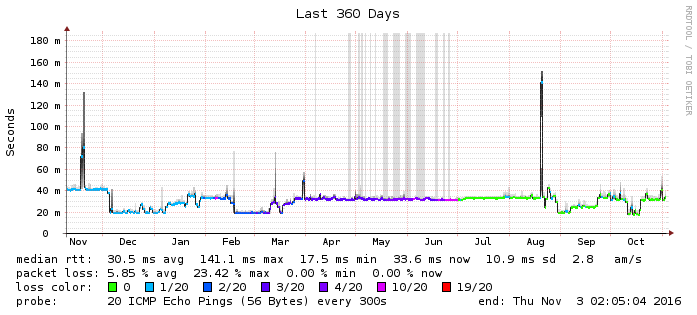 Last 360 Days
RRDTOOL / TOBI OETIKER
Seconds
180 m
160 m
140 m
120 m
100 m
80 m
60 m
40 m
20 m
0
Nov Dec Jan Feb Mar Apr May Jun Jul Aug Sep Oct
median rtt: 30.5 ms avg 141.1 ms max 17.5 ms min 33.6 ms now 10.9 ms sd 2.8 am/s
packet loss: 5.85 % avg 23.42 % max 0.00 % min 0.00 % now
loss color: 0 1/20 2/20 3/20 4/20 10/20 19/20
probe: 20 ICMP Echo Pings (56 Bytes) every 300s end: Thu Nov 3 02:05:04 2016